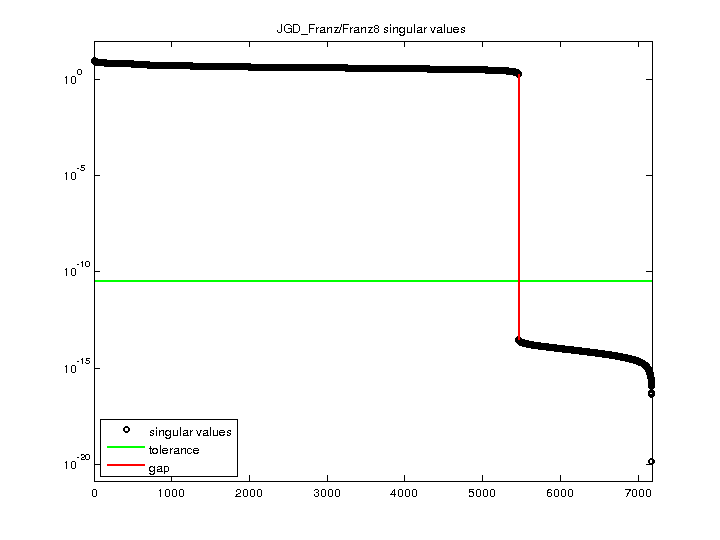 JGD_Franz/Franz8 singular values
10^0
10^-5
10^-10
10^-15
10^-20
singular values
tolerance
gap
0 1000 2000 3000 4000 5000 6000 7000